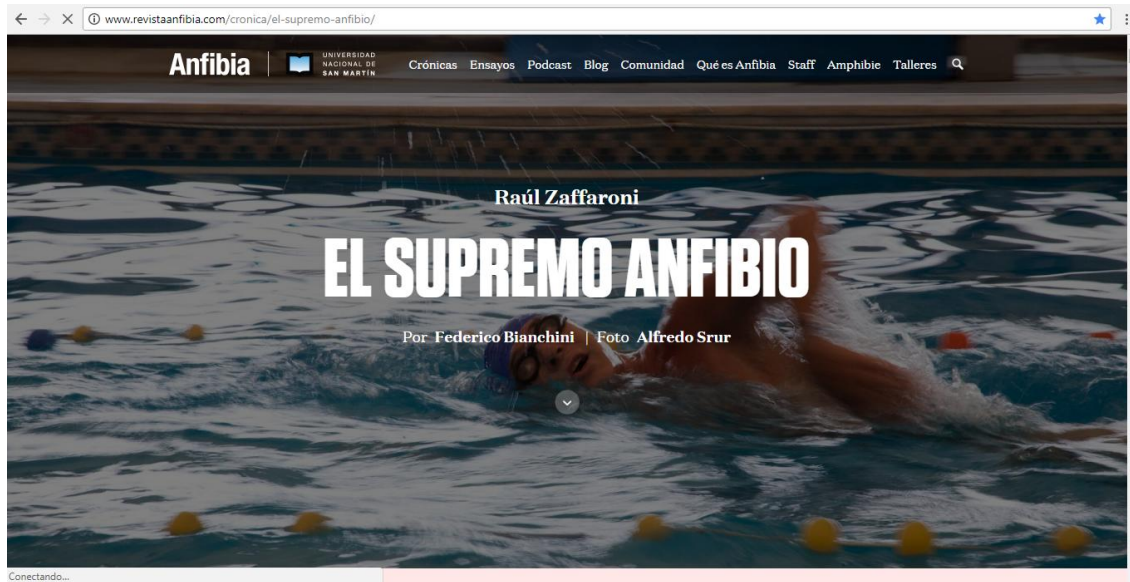 www.revistaanfibia.com/cronica/el-supremo-anfibio/
Anfibia
UNIVERSIDAD
NACIONAL DE
SAN MARTÍN
Crónicas Ensayos Podcast Blog Comunidad Qué es Anfibia Staff Amphibie Talleres
Raúl Zaffaroni
EL SUPREMO ANFIBIO
Por Federico Bianchini | Foto Alfredo Srur
Conectando...